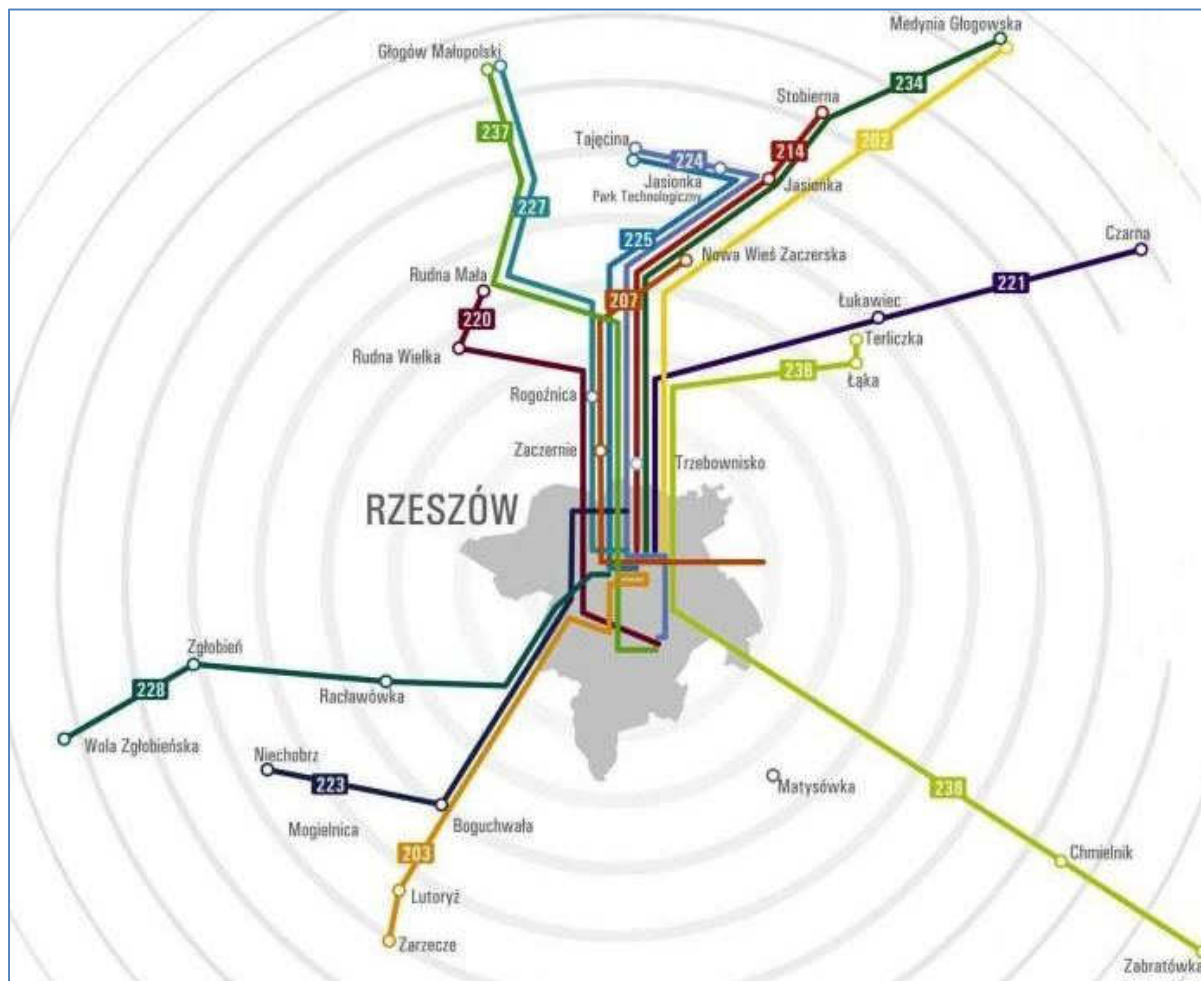 Medynia Głogowska
Głogów Małopolski
234
Stobierna
237
202
Tajęcina
224
214
Jasionka
Park Technologiczny
Jasionka
227
225
Czarna
Nowa Wieś Zaczerska
Rudna Mała
221
207
Łukawiec
220
Terliczka
Rudna Wielka
238
Łąka
Rogoźnica
Zaczernie
Trzebownisko
RZESZÓW
Zgłobień
228
Racławówka
Wola Zgłobieńska
Niechobrz
223
Matysówka
238
Mogielnica
Boguchwała
203
Chmielnik
Lutoryż
Zarzecze
Zabratówka